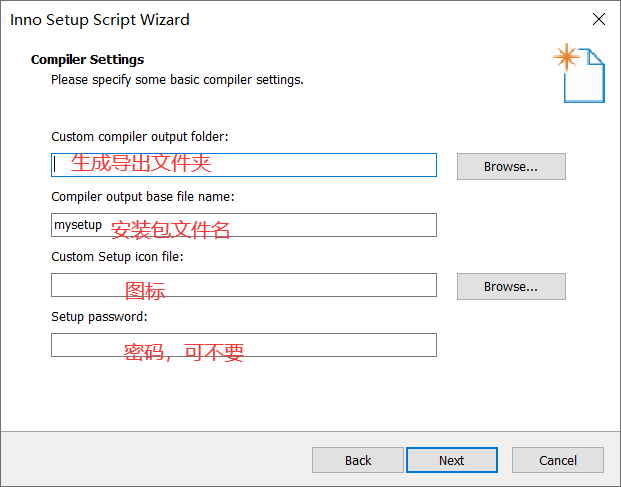 Inno Setup Script Wizard
Compiler Settings
Please specify some basic compiler settings.
Custom compiler output folder:
生成导出文件夹
Browse...
Compiler output base file name:
mysetup 安装包文件名
Custom Setup icon file:
图标
Browse...
Setup password:
密码，可不要
Back
Next
Cancel